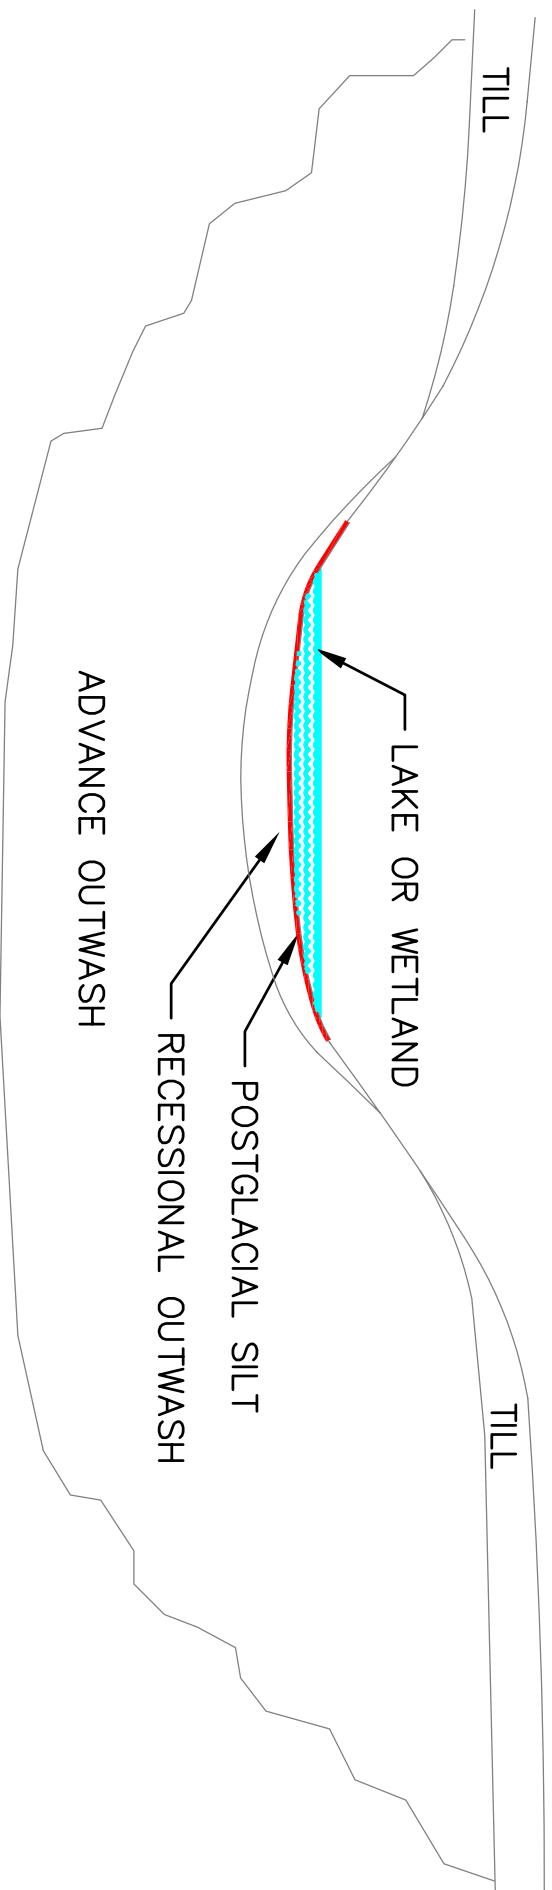 TILL
LAKE OR WETLAND
TILL
POSTGLACIAL SILT
RECESSIONAL OUTWASH
ADVANCE OUTWASH